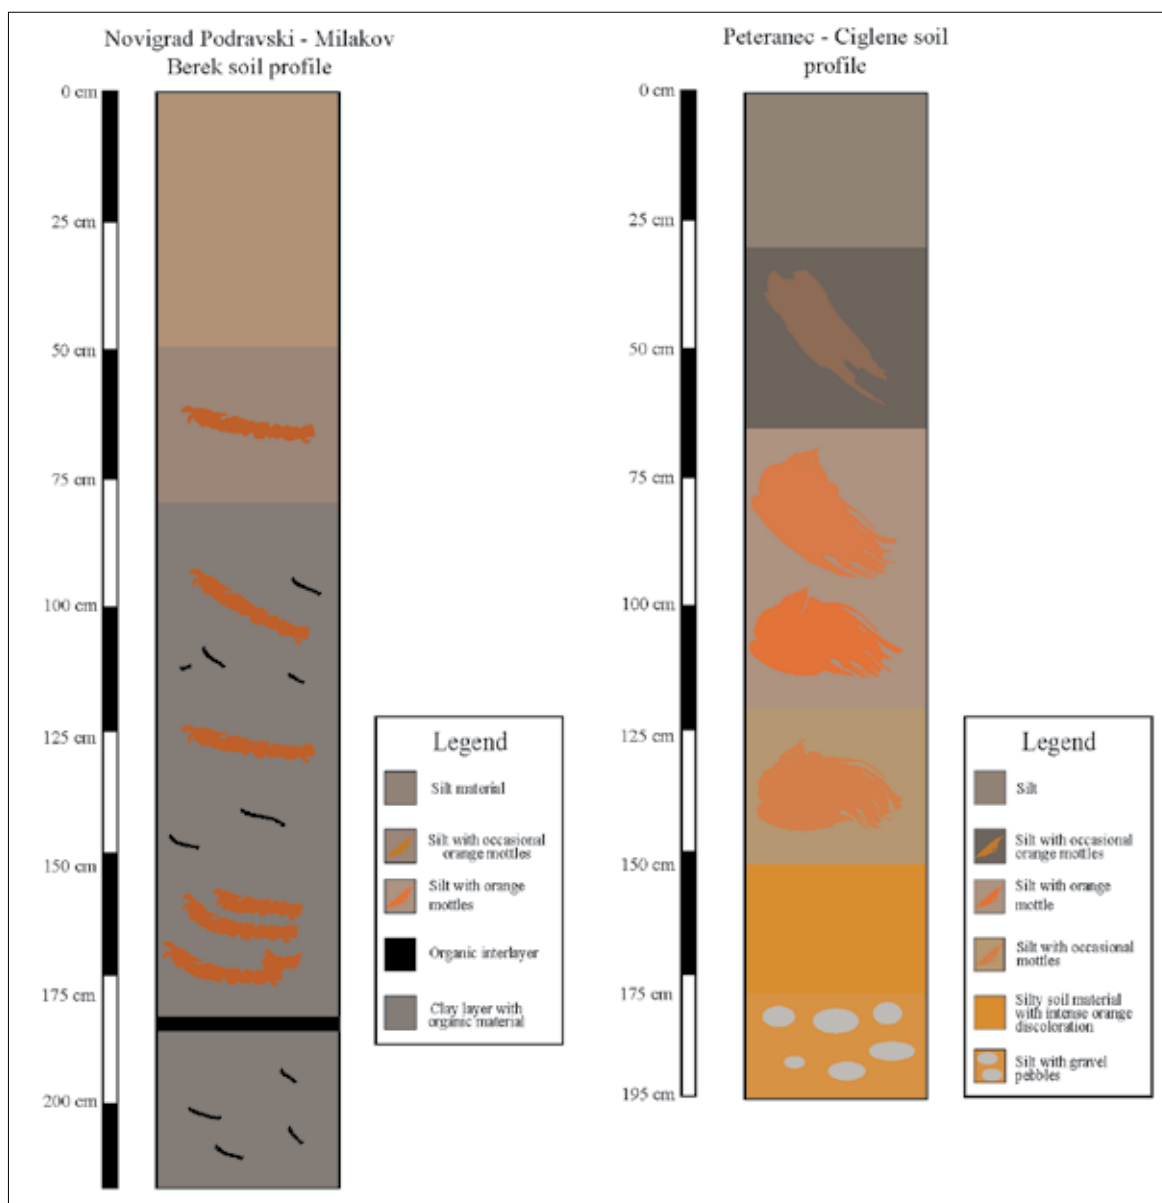 Novigrad Podravski - Milakov
Berek soil profile
0 cm
25 cm
50 cm
75 cm
100 cm
125 cm
150 cm
175 cm
200 cm
Legend
Silt material
Silt with occasional
orange mottles
Silt with orange
mottles
Organic interlayer
Clay layer with
organic material
Peteranec - Ciglene soil
profile
0 cm
25 cm
50 cm
75 cm
100 cm
125 cm
150 cm
175 cm
195 cm
Legend
Silt
Silt with occasional
orange mottles
Silt with orange
mottle
Silt with occasional
mottles
Silty soil material
with intense orange
discoloration
Silt with gravel
pebbles